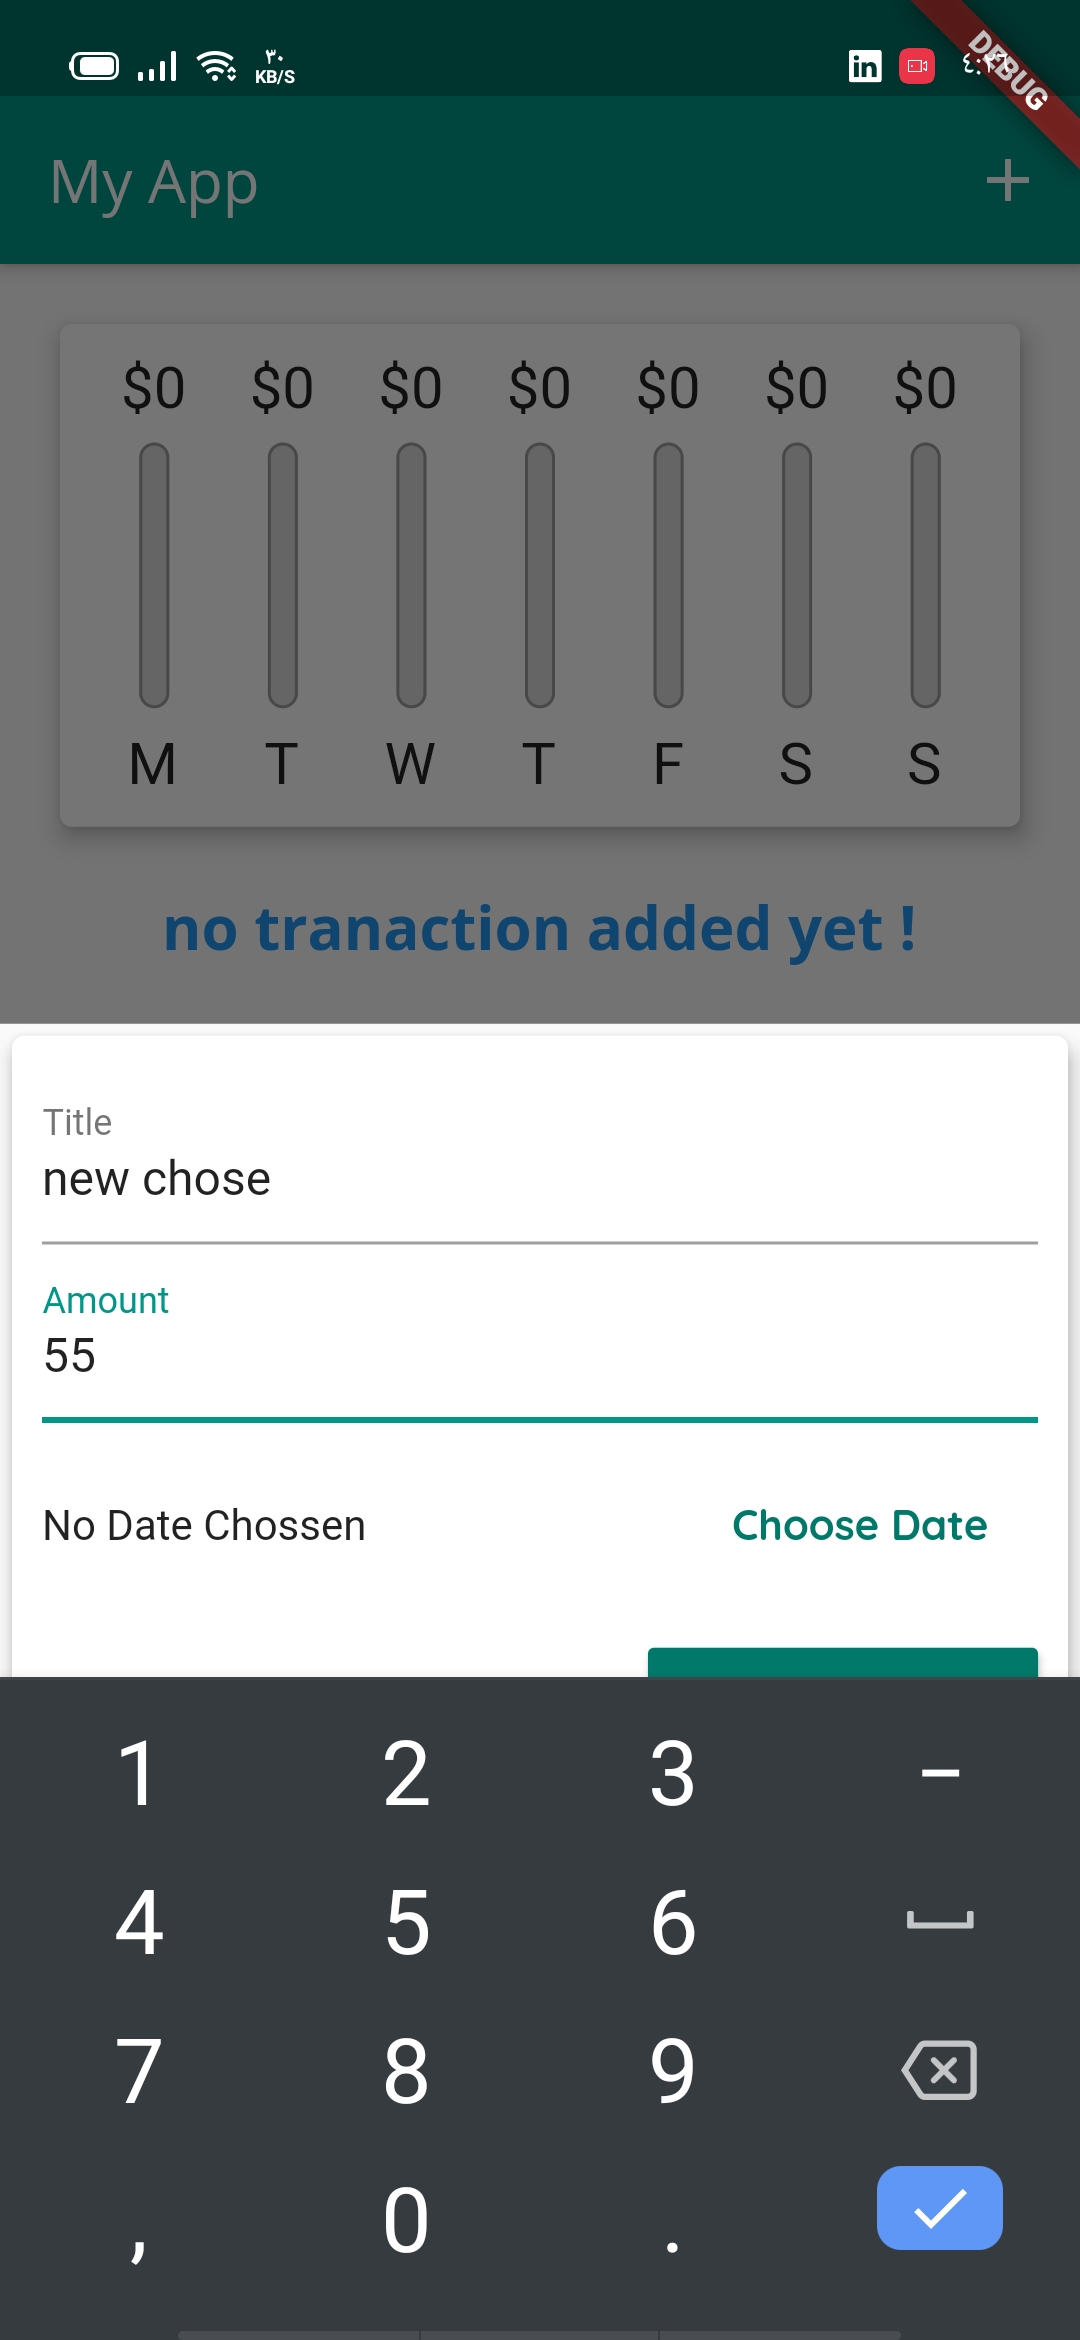 ٣٠
KB/S
in
DEBUG
My App
+
$0 $0 $0 $0 $0 $0 $0
M T W T F S S
no tranaction added yet !
Title
new chose
Amount
55
No Date Chossen Choose Date
1 2 3 -
4 5 6
7 8 9
, 0 .